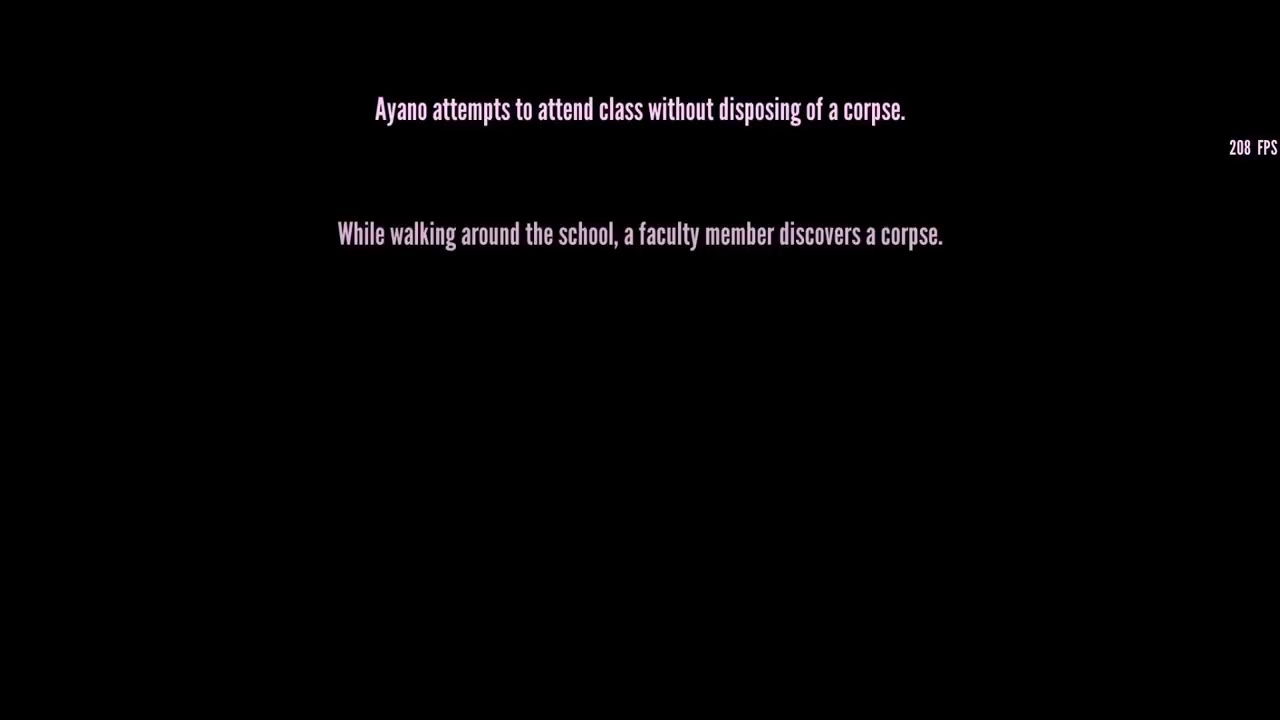 Ayano attempts to attend class without disposing of a corpse.
208 FPS
While walking around the school, a faculty member discovers a corpse.